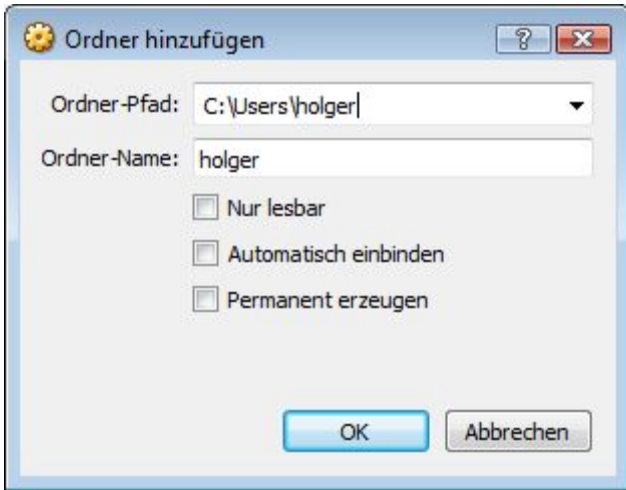 Ordner hinzufügen
Ordner-Pfad: C:\Users\holger
Ordner-Name: holger
Nur lesbar
Automatisch einbinden
Permanent erzeugen
OK Abbrechen